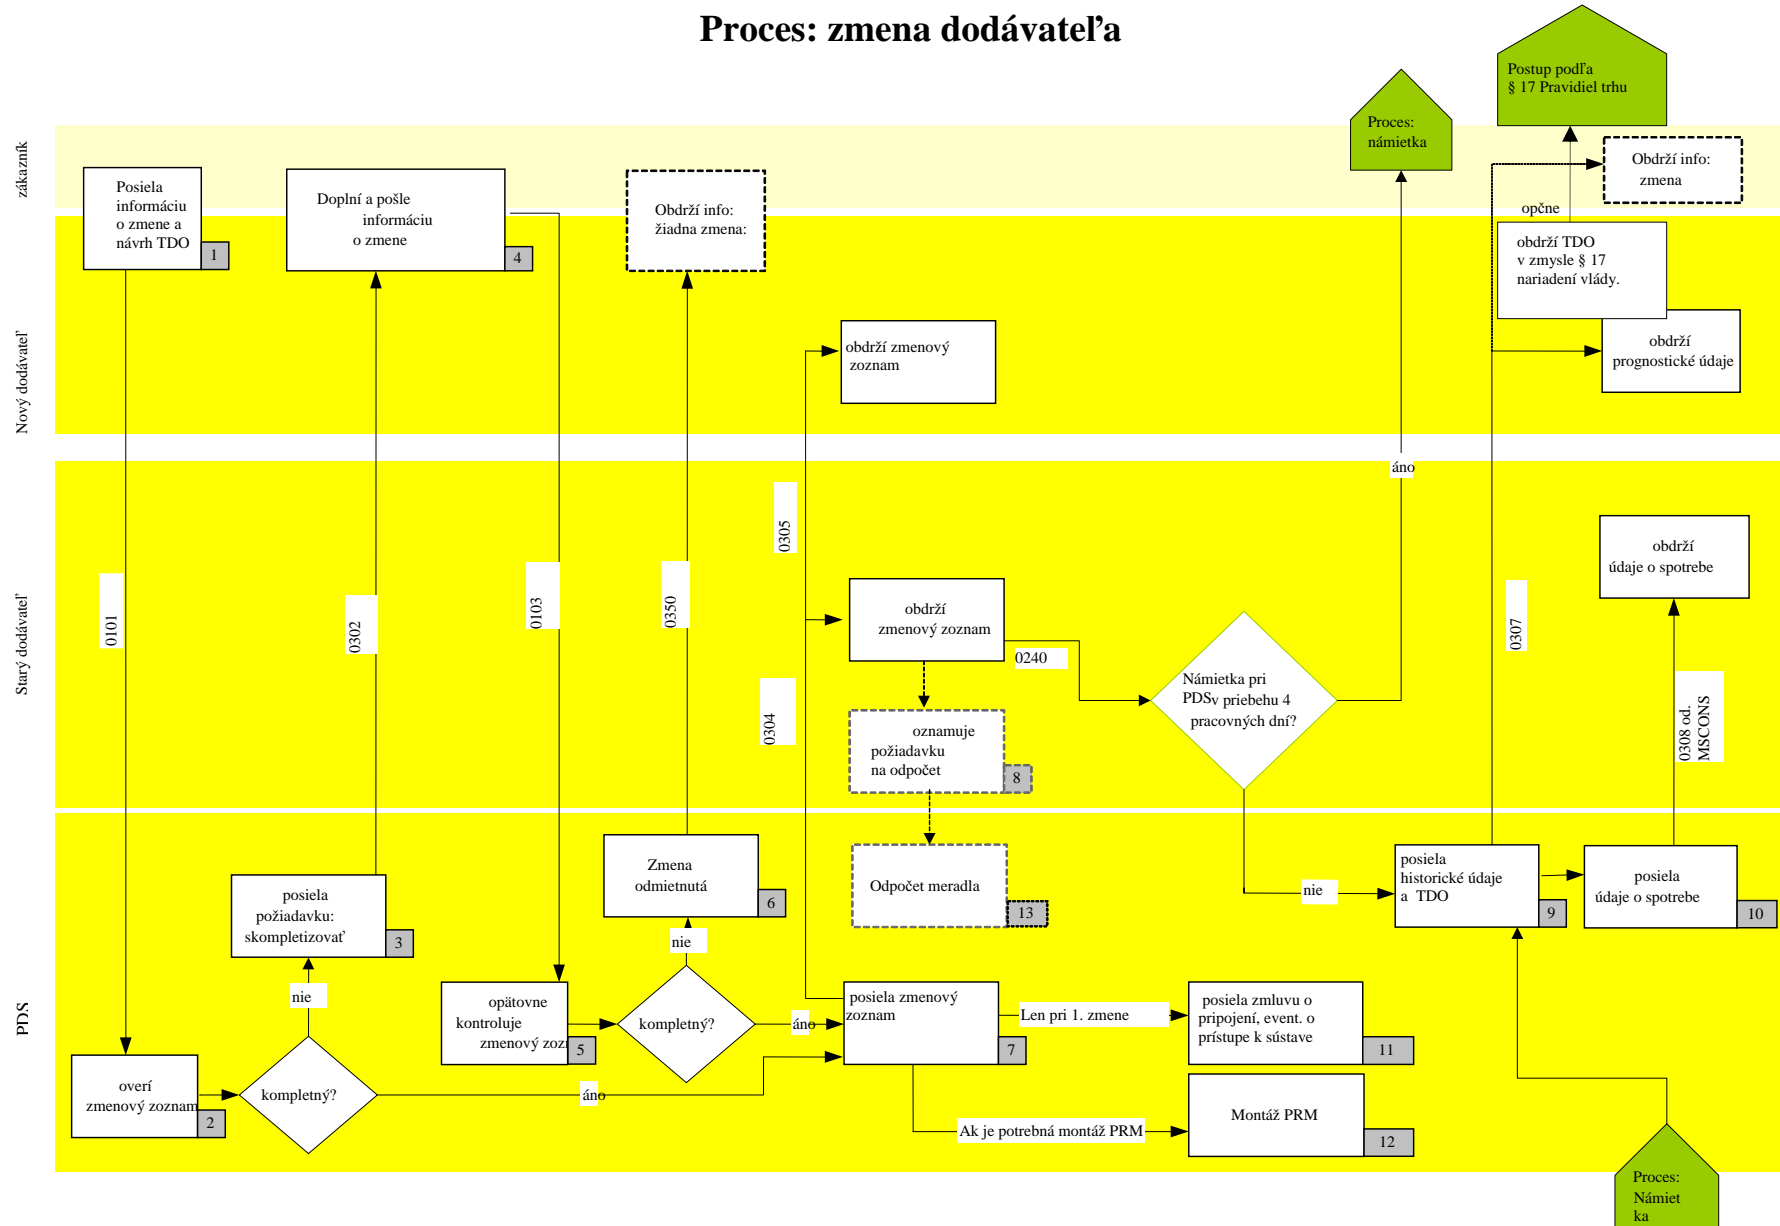 Proces: zmena dodávateľa
Postup podľa
§ 17 Pravidiel trhu
Proces:
námietka
zákazník
Posiela
informáciu
o zmene a
návrh TDO
1
Doplní a pošle
informáciu
o zmene
4
Obdrží info:
žiadna zmena:
Obdrží info:
zmena
opčne
obdrží TDO
v zmysle § 17
nariadení vlády.
Nový dodávateľ
obdrží zmenový
zoznam
obdrží
prognostické údaje
áno
Starý dodávateľ
0101
0302
0103
0350
0305
0304
obdrží
zmenový zoznam
0240
oznamuje
požiadavku
na odpočet
8
Námietka pri
PDSv priebehu 4
pracovných dní?
0307
obdrží
údaje o spotrebe
0308 od.
MSCONS
PDS
posiela
požiadavku:
skompletizovať
3
Zmena
odmietnutá
6
Odpočet meradla
13
nie
posiela
historické údaje
a TDO
9
posiela
údaje o spotrebe
10
nie
nie
opätovne
kontroluje
zmenový zozn
5
kompletný?
áno
posiela zmenový
zoznam
7
Len pri 1. zmene
posiela zmluvu o
pripojení, event. o
prístupe k sústave
11
overí
zmenový zoznam
2
kompletný?
áno
Ak je potrebná montáž PRM
Montáž PRM
12
Proces:
Námiet
ka